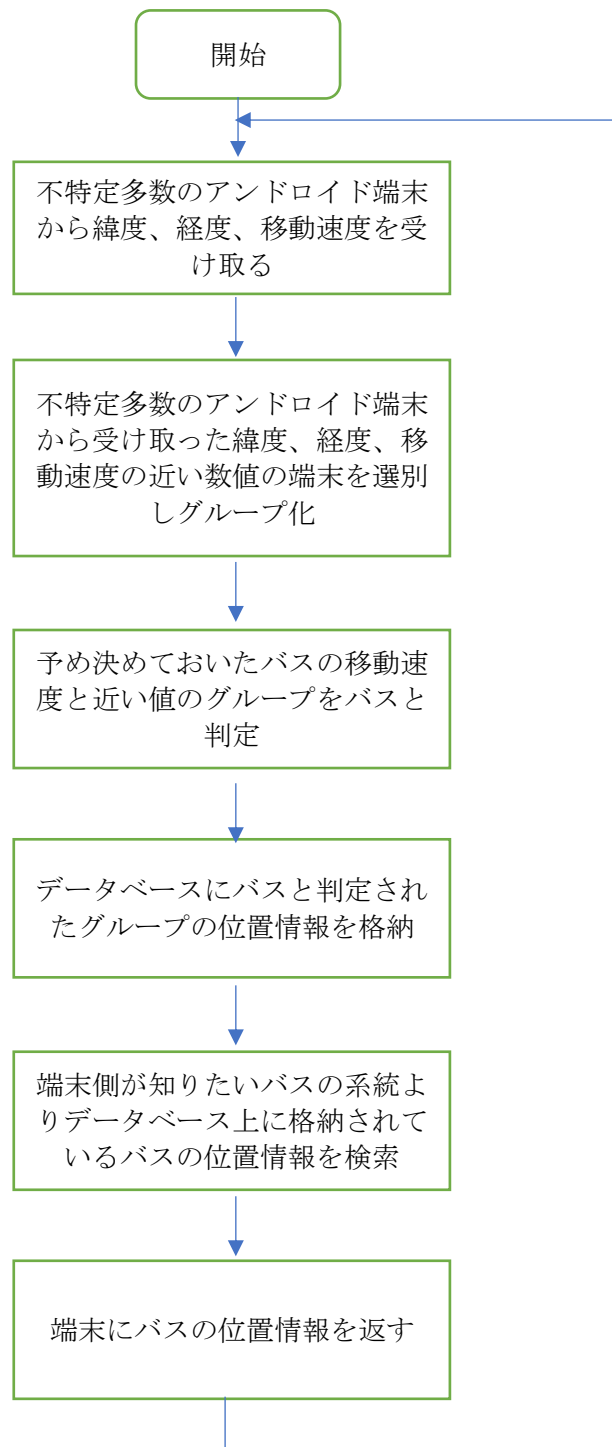 開始
不特定多数のアンドロイド端末
から緯度、経度、移動速度を受
け取る
不特定多数のアンドロイド端末
から受け取った緯度、経度、移
動速度の近い数値の端末を選別
しグループ化
予め決めておいたバスの移動速
度と近い値のグループをバスと
判定
データベースにバスと判定され
たグループの位置情報を格納
端末側が知りたいバスの系統よ
りデータベース上に格納されて
いるバスの位置情報を検索
端末にバスの位置情報を返す